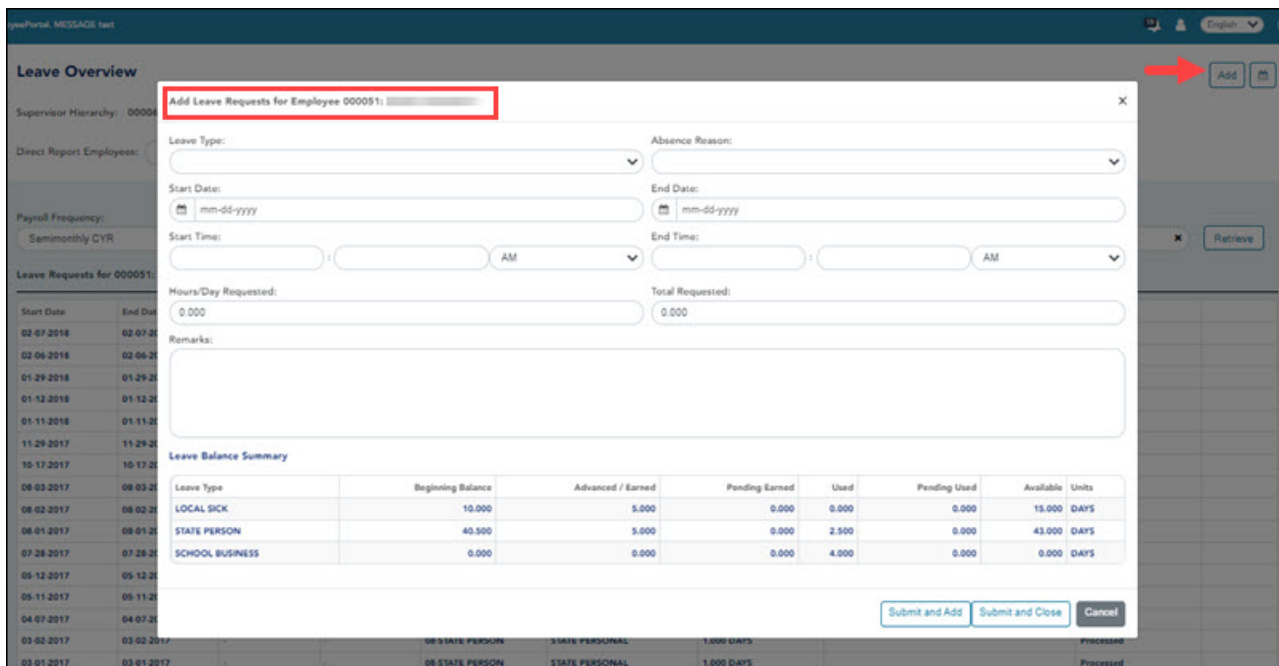 yeePortal. MESSAGE text
English
Leave Overview
Add
Add Leave Requests for Employee 000051:
×
Supervisor Hierarchy: 00006
Leave Type: Absence Reason:
Direct Report Employees:
Start Date: End Date:
mm-dd-yyyy mm-dd-yyyy
Payroll Frequency:
Start Time: End Time:
Semimonthly CYR : AM : AM × Retrieve
Leave Requests for 000051:
Hours/Day Requested: Total Requested:
0.000 0.000
Start Date End Dat
02-07-2018 02-07-20
Remarks:
02-06-2018 02-06-20
01-29-2018 01-29-20
01-12-2018 01-12-20
01-11-2018 01-11-20
11-29-2017 11-29-20
Leave Balance Summary
10-17-2017 10-17-20
08-03-2017 08-03-20 Leave Type Beginning Balance Advanced / Earned Pending Earned Used Pending Used Available Units
08-02-2017 08-02-20 LOCAL SICK 10.000 5.000 0.000 0.000 0.000 15.000 DAYS
08-01-2017 08-01-20 STATE PERSON 40.500 5.000 0.000 2.500 0.000 43.000 DAYS
07-28-2017 07-28-20 SCHOOL BUSINESS 0.000 0.000 0.000 4.000 0.000 0.000 DAYS
05-12-2017 05-12-20
05-11-2017 05-11-20
04-07-2017 04-07-20 Submit and Add Submit and Close Cancel
03-02-2017 03-02-2017 - - 08-STATE PERSON STATE PERSONAL 1.000 DAYS Processed
03-01-2017 03-01-2017 - - 08-STATE PERSON STATE PERSONAL 1.000 DAYS Processed